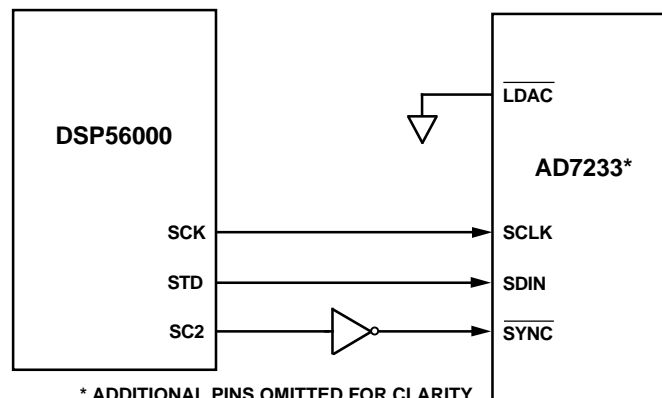 DSP56000
LDAC
AD7233*
SCK
SCLK
STD
SDIN
SC2
SYNC
* ADDITIONAL PINS OMITTED FOR CLARITY